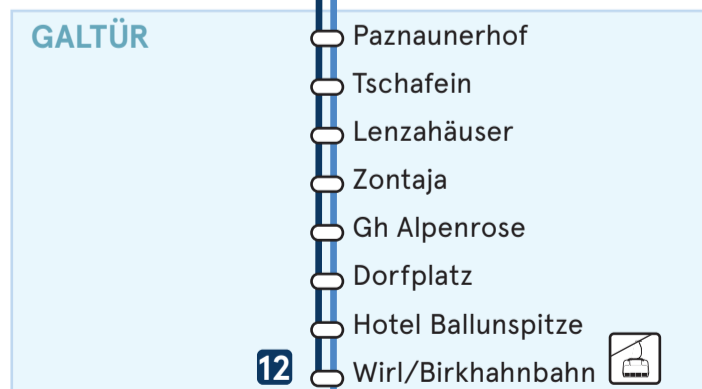 GALTÜR
Paznaunerhof
Tschafein
Lenzahäuser
Zontaja
Gh Alpenrose
Dorfplatz
Hotel Ballunspitze
12 Wirl/Birkhahnbahn